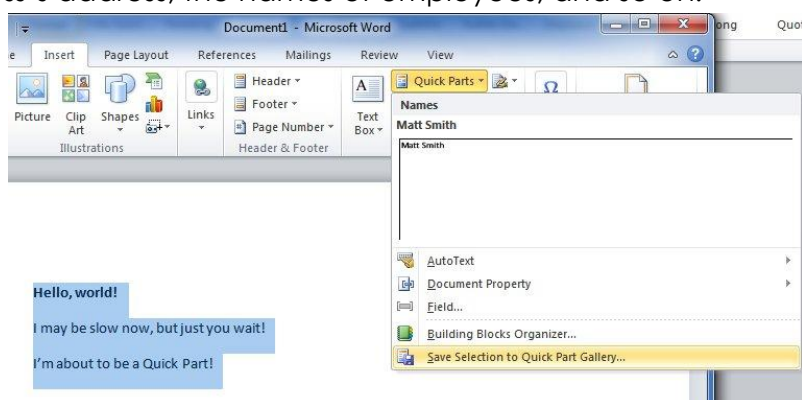 s address, the names of employees, and so on.
Document1 - Microsoft Word
ong Quo
e Insert Page Layout References Mailings Review View
Picture Clip Art Shapes
Illustrations
Links
Header
Footer
Page Number
Header & Footer
Text Box
Quick Parts
Ω
Names
Matt Smith
Matt Smith
AutoText
Document Property
Field...
Building Blocks Organizer...
Save Selection to Quick Part Gallery...
Hello, world!
I may be slow now, but just you wait!
I'm about to be a Quick Part!